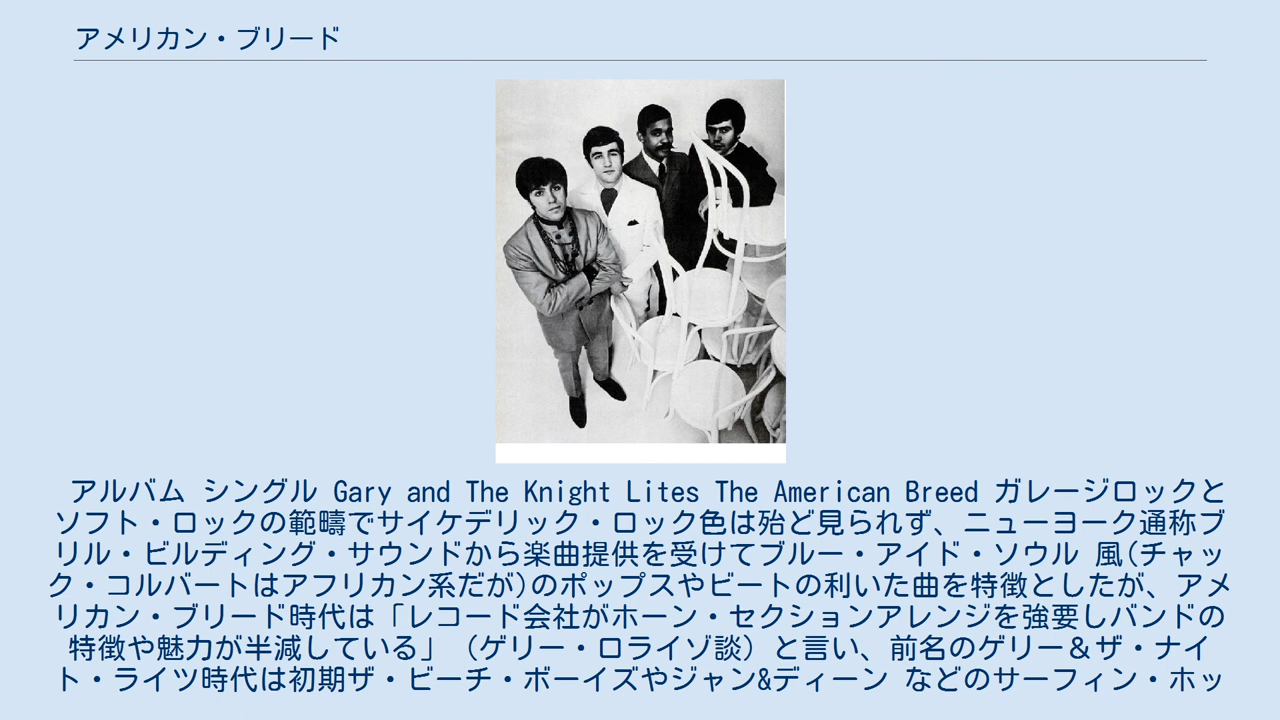 アメリカン・ブリード
アルバム シングル Gary and The Knight Lites The American Breed ガレージロックと
ソフト・ロックの範疇でサイケデリック・ロック色は殆ど見られず、ニューヨーク通称ブ
リル・ビルディング・サウンドから楽曲提供を受けてブルー・アイド・ソウル 風(チャッ
ク・コルバートはアフリカン系だが)のポップスやビートの利いた曲を特徴としたが、アメ
リカン・ブリード時代は「レコード会社がホーン・セクションアレンジを強要しバンドの
特徴や魅力が半減している」（ゲリー・ロライゾ談）と言い、前名のゲリー＆ザ・ナイ
ト・ライツ時代は初期ザ・ビーチ・ボーイズやジャン&ディーン などのサーフィン・ホッ